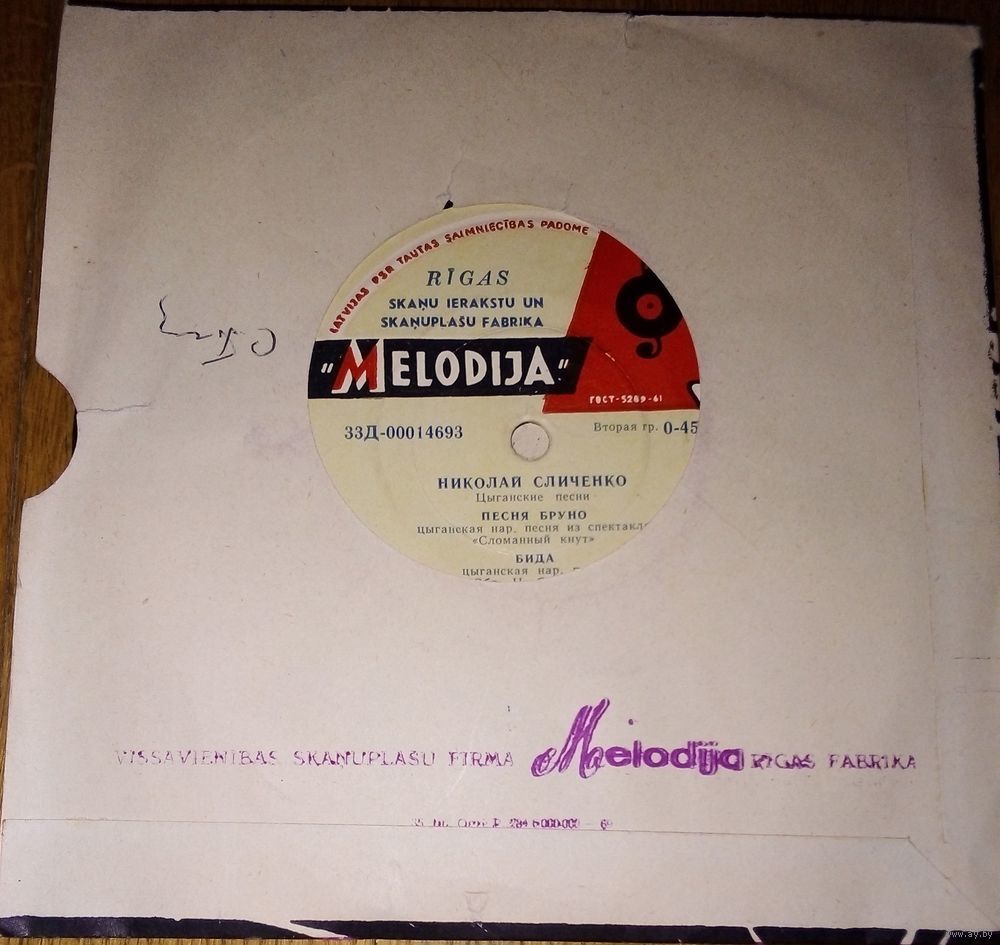 LATVIJAS PSR TAUTAS SAIMNIECĪBAS PADOME
RĪGAS
SKAŅU IERAKSTU UN
SKAŅUPLAŠU FABRIKA
"MELODIJA"
ГОСТ-5289-61
33Д-00014693
Вторая гр. 0-45
НИКОЛАЙ СЛИЧЕНКО
Цыганские песни
ПЕСНЯ БРУНО
цыганская нар. песня из спектакл
«Сломанный кнут»
БИДА
цыганская нар.
VISSAVIENĪBAS SKAŅUPLAŠU FIRMA Melodija RĪGAS FABRIKA
www.ay.by